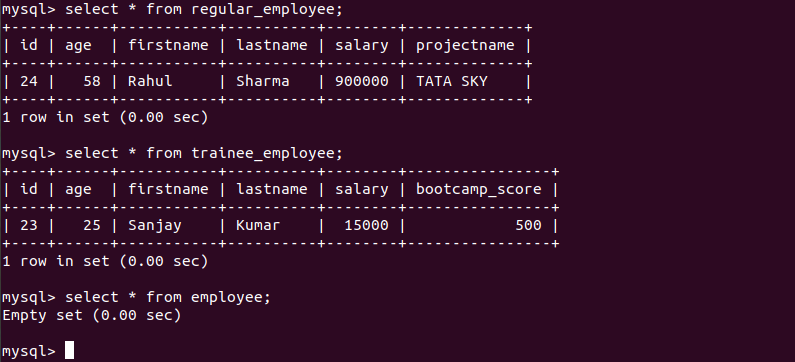 mysql> select * from regular_employee;
+----+------+-----------+----------+--------+-------------+
| id | age  | firstname | lastname | salary | projectname |
+----+------+-----------+----------+--------+-------------+
| 24 |   58 | Rahul     | Sharma   | 900000 | TATA SKY    |
+----+------+-----------+----------+--------+-------------+
1 row in set (0.00 sec)

mysql> select * from trainee_employee;
+----+------+-----------+----------+--------+----------------+
| id | age  | firstname | lastname | salary | bootcamp_score |
+----+------+-----------+----------+--------+----------------+
| 23 |   25 | Sanjay    | Kumar    |  15000 |            500 |
+----+------+-----------+----------+--------+----------------+
1 row in set (0.00 sec)

mysql> select * from employee;
Empty set (0.00 sec)

mysql>